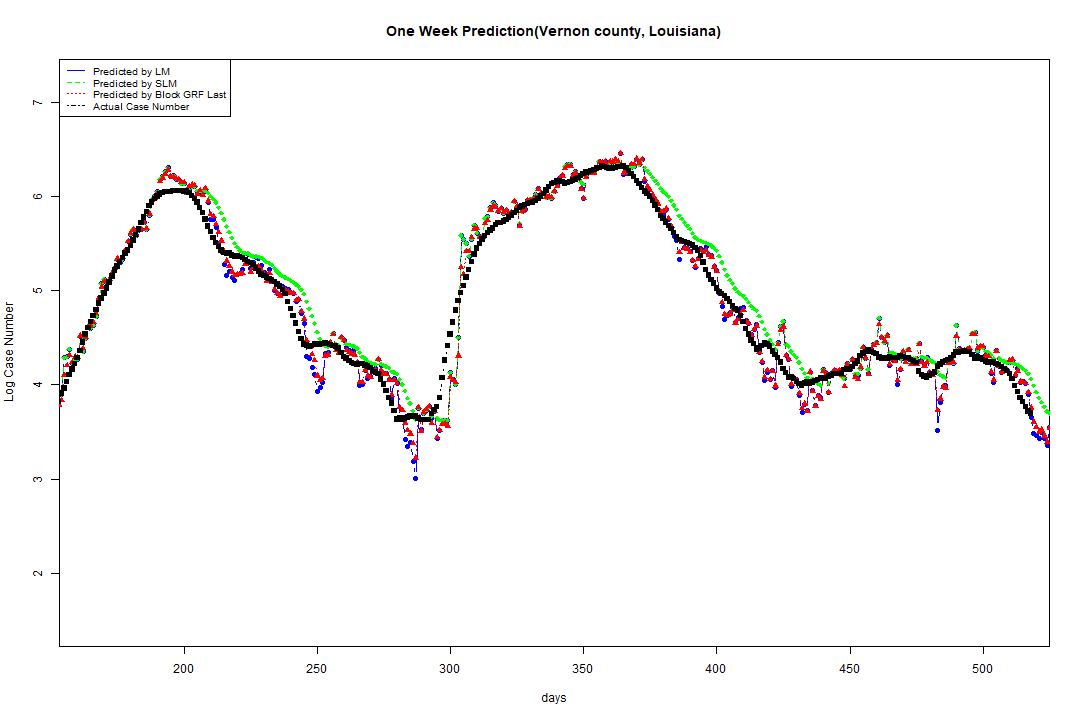 One Week Prediction(Vernon county, Louisiana)
Predicted by LM
Predicted by SLM
Predicted by Block GRF Last
Actual Case Number
7
6
5
4
3
2
Log Case Number
200 250 300 350 400 450 500
days